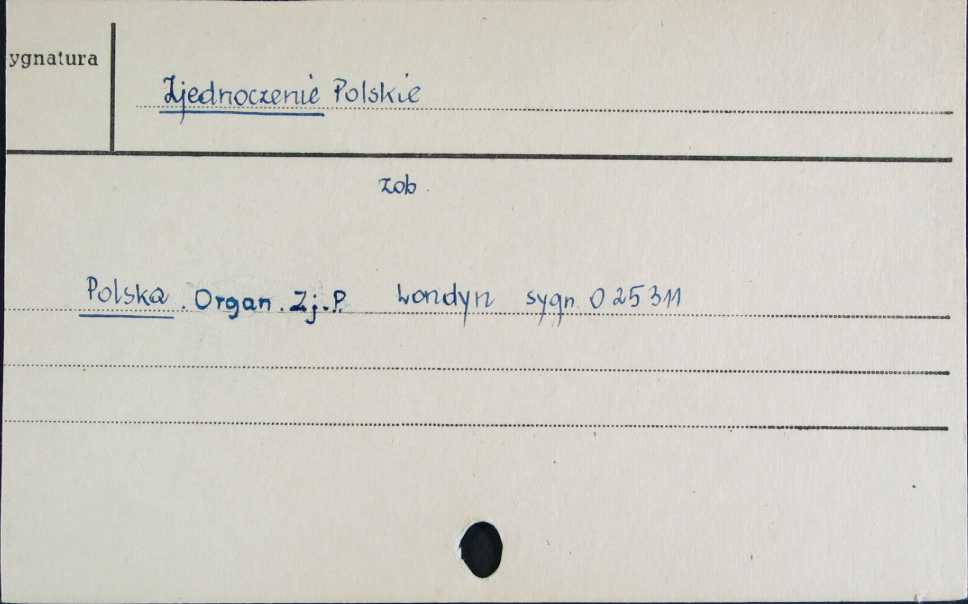 ygnatura
Zjednoczenie Polskie
zob.
Polska. Organ. Zj. P. Londyn sygn. 025311